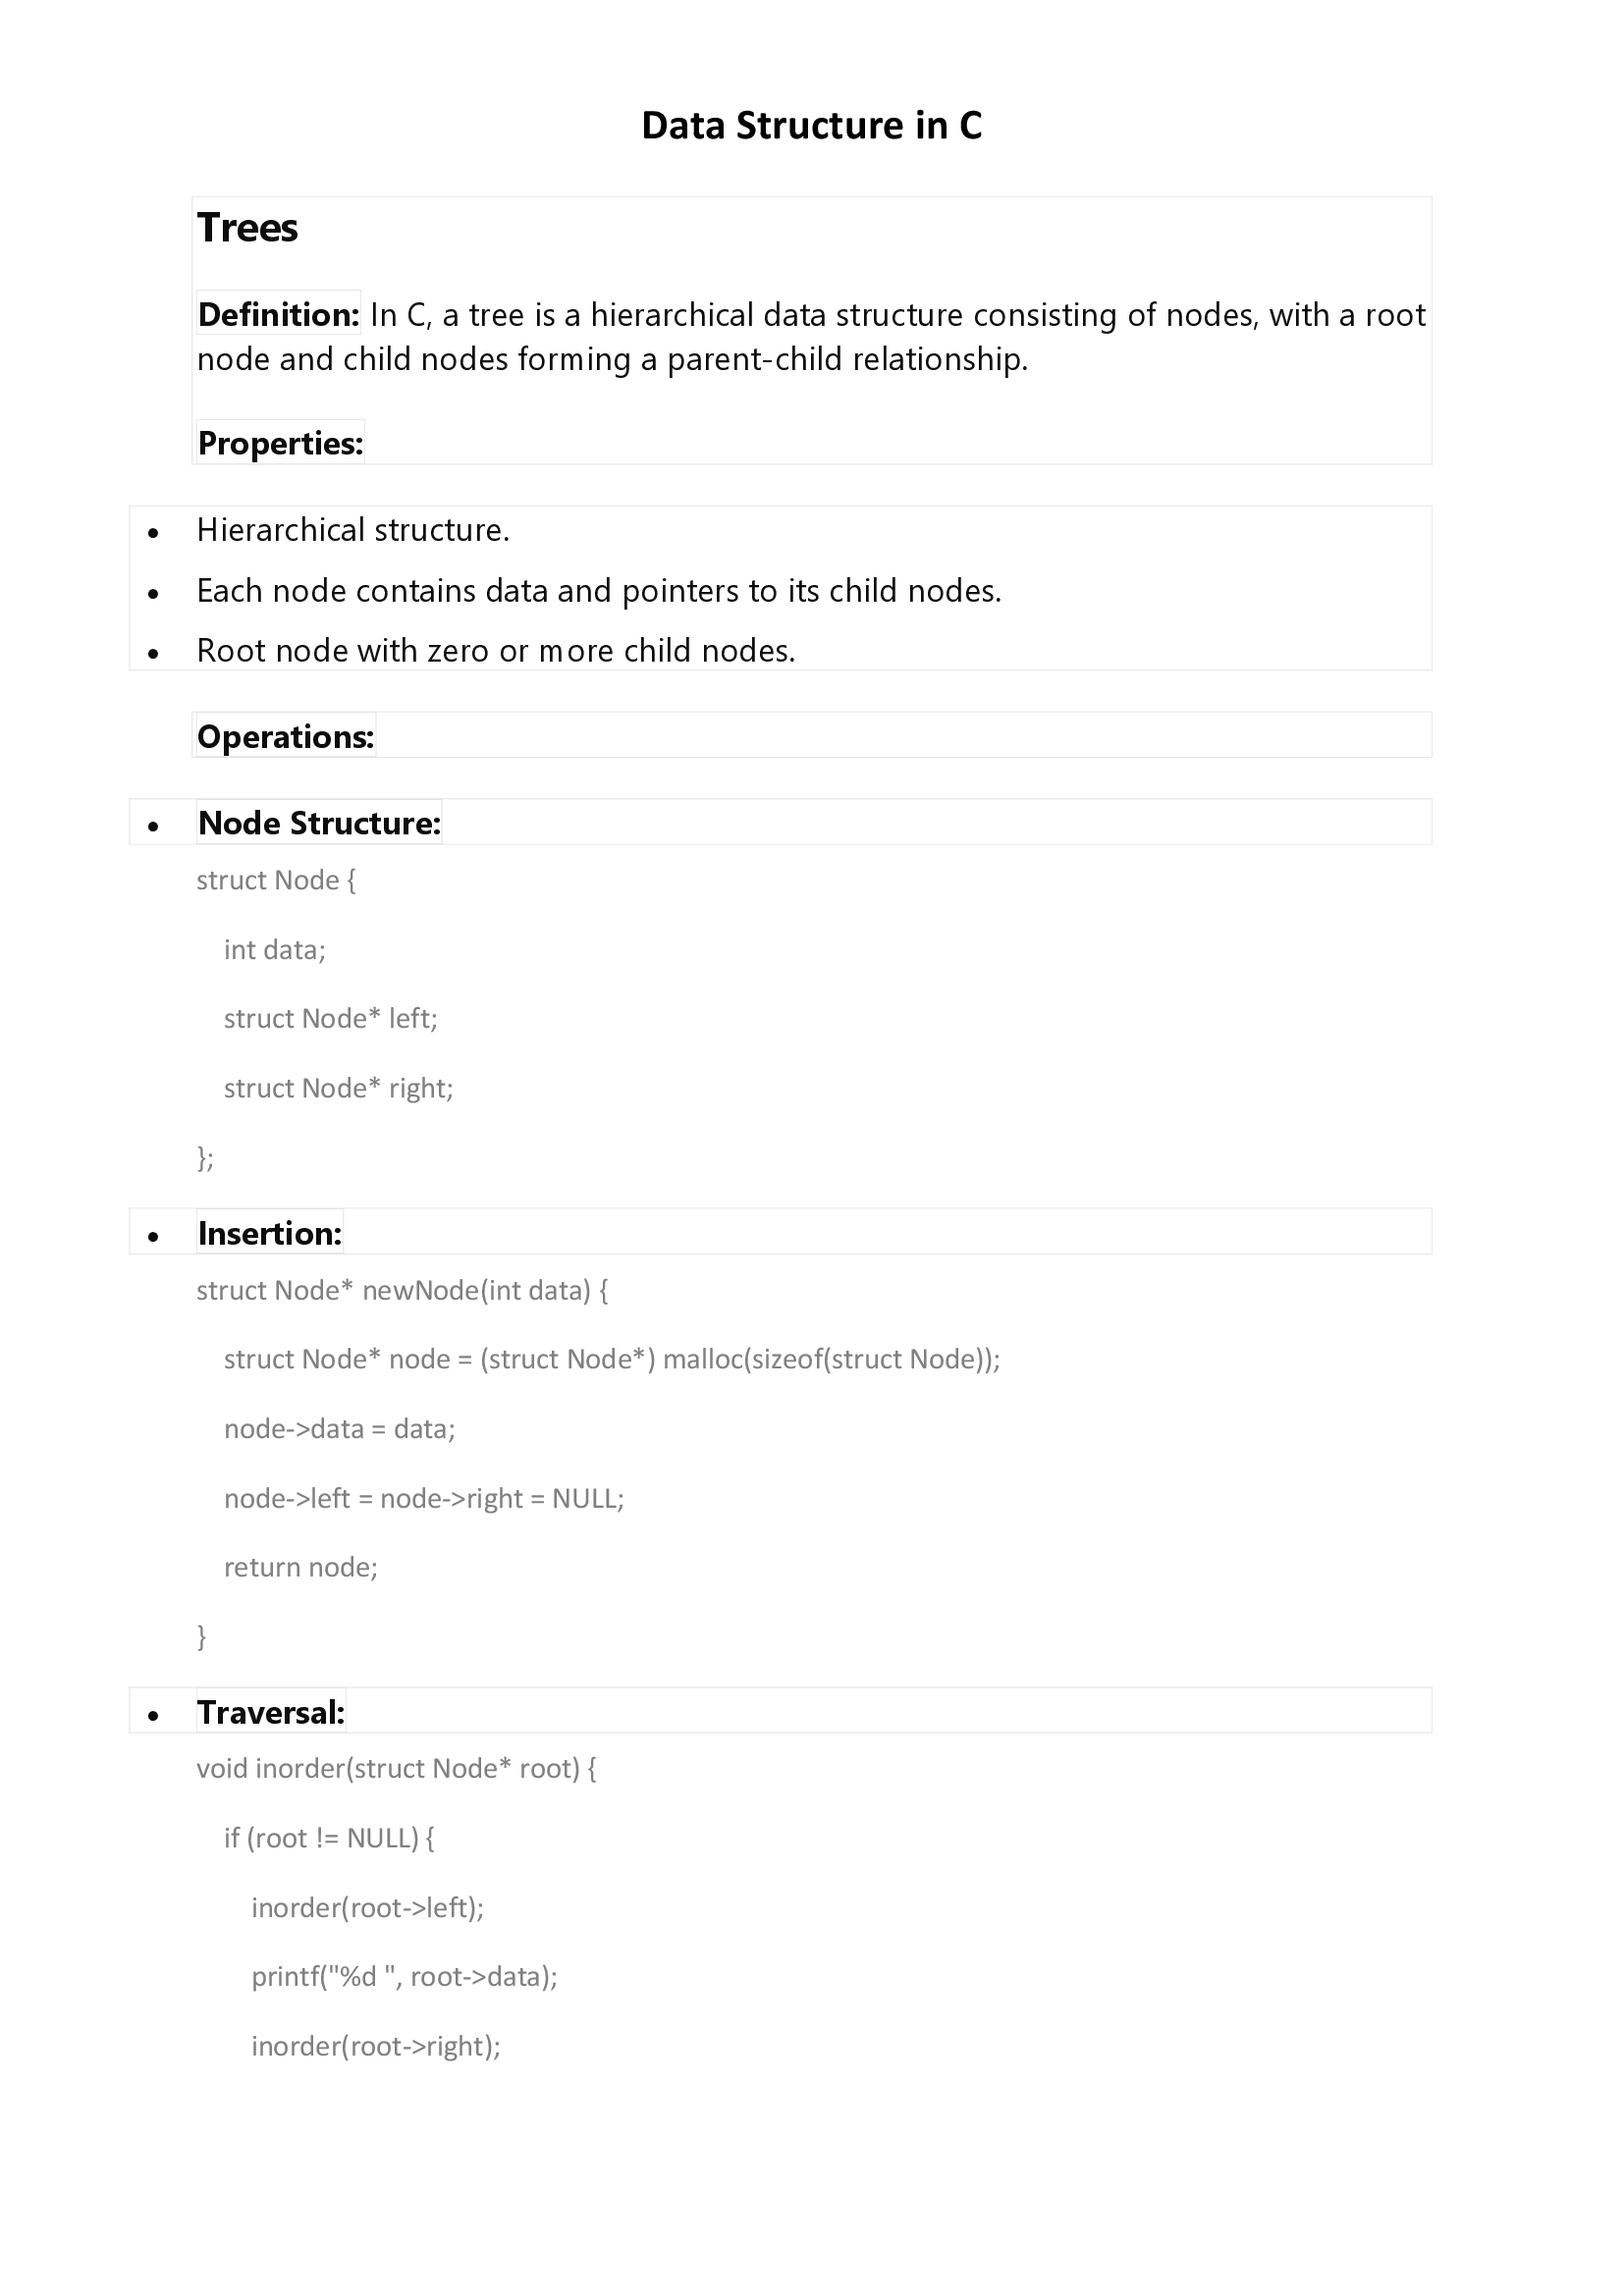 Data Structure in C
Trees
Definition: In C, a tree is a hierarchical data structure consisting of nodes, with a root
node and child nodes forming a parent-child relationship.
Properties:
• Hierarchical structure.
• Each node contains data and pointers to its child nodes.
• Root node with zero or more child nodes.
Operations:
• Node Structure:
struct Node {
    int data;
    struct Node* left;
    struct Node* right;
};
• Insertion:
struct Node* newNode(int data) {
    struct Node* node = (struct Node*) malloc(sizeof(struct Node));
    node->data = data;
    node->left = node->right = NULL;
    return node;
}
• Traversal:
void inorder(struct Node* root) {
    if (root != NULL) {
        inorder(root->left);
        printf("%d ", root->data);
        inorder(root->right);